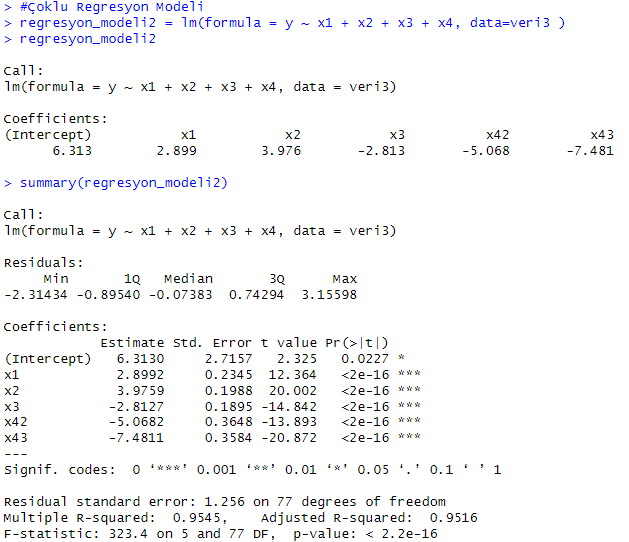 > #Çoklu Regresyon Modeli
> regresyon_modeli2 = lm(formula = y ~ x1 + x2 + x3 + x4, data=veri3 )
> regresyon_modeli2
Call:
lm(formula = y ~ x1 + x2 + x3 + x4, data = veri3)
Coefficients:
(Intercept)           x1           x2           x3          x42          x43
      6.313        2.899        3.976       -2.813       -5.068       -7.481
> summary(regresyon_modeli2)
Call:
lm(formula = y ~ x1 + x2 + x3 + x4, data = veri3)
Residuals:
     Min       1Q   Median       3Q      Max
-2.31434 -0.89540 -0.07383  0.74294  3.15598
Coefficients:
            Estimate Std. Error t value Pr(>|t|)
(Intercept)   6.3130     2.7157   2.325   0.0227 *
x1            2.8992     0.2345  12.364   <2e-16 ***
x2            3.9759     0.1988  20.002   <2e-16 ***
x3           -2.8127     0.1895 -14.842   <2e-16 ***
x42          -5.0682     0.3648 -13.893   <2e-16 ***
x43          -7.4811     0.3584 -20.872   <2e-16 ***
---
Signif. codes:  0 ‘***’ 0.001 ‘**’ 0.01 ‘*’ 0.05 ‘.’ 0.1 ‘ ’ 1
Residual standard error: 1.256 on 77 degrees of freedom
Multiple R-squared:  0.9545,    Adjusted R-squared:  0.9516
F-statistic: 323.4 on 5 and 77 DF,  p-value: < 2.2e-16